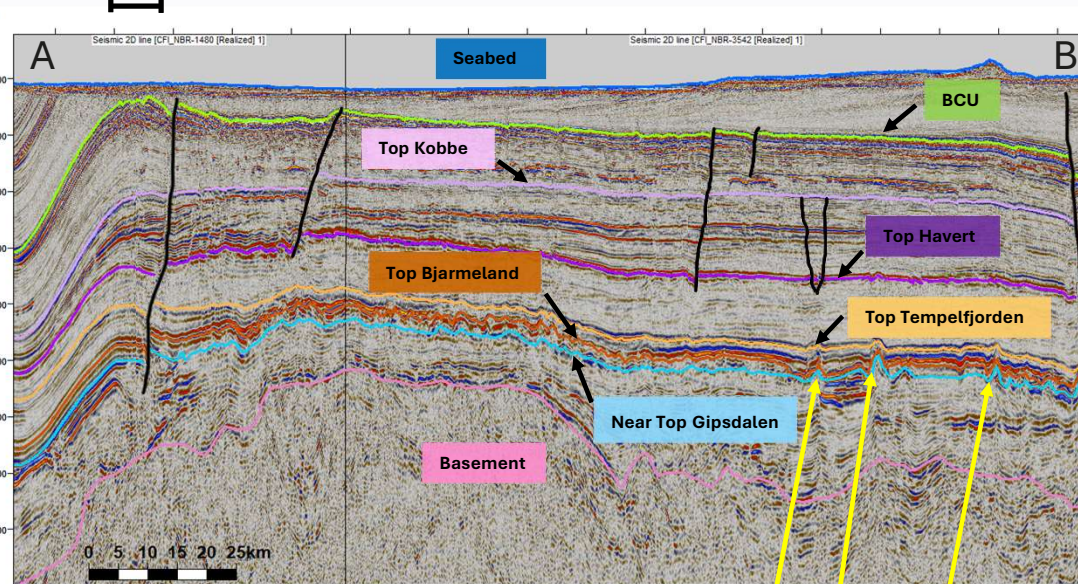 Seismic 2D line [CFI_NBR-1480 [Realized] 1]
Seismic 2D line [CFI_NBR-3542 [Realized] 1]
A
B
Seabed
BCU
Top Kobbe
Top Havert
Top Bjarmeland
Top Tempelfjorden
Near Top Gipsdalen
Basement
0 5 10 15 20 25km